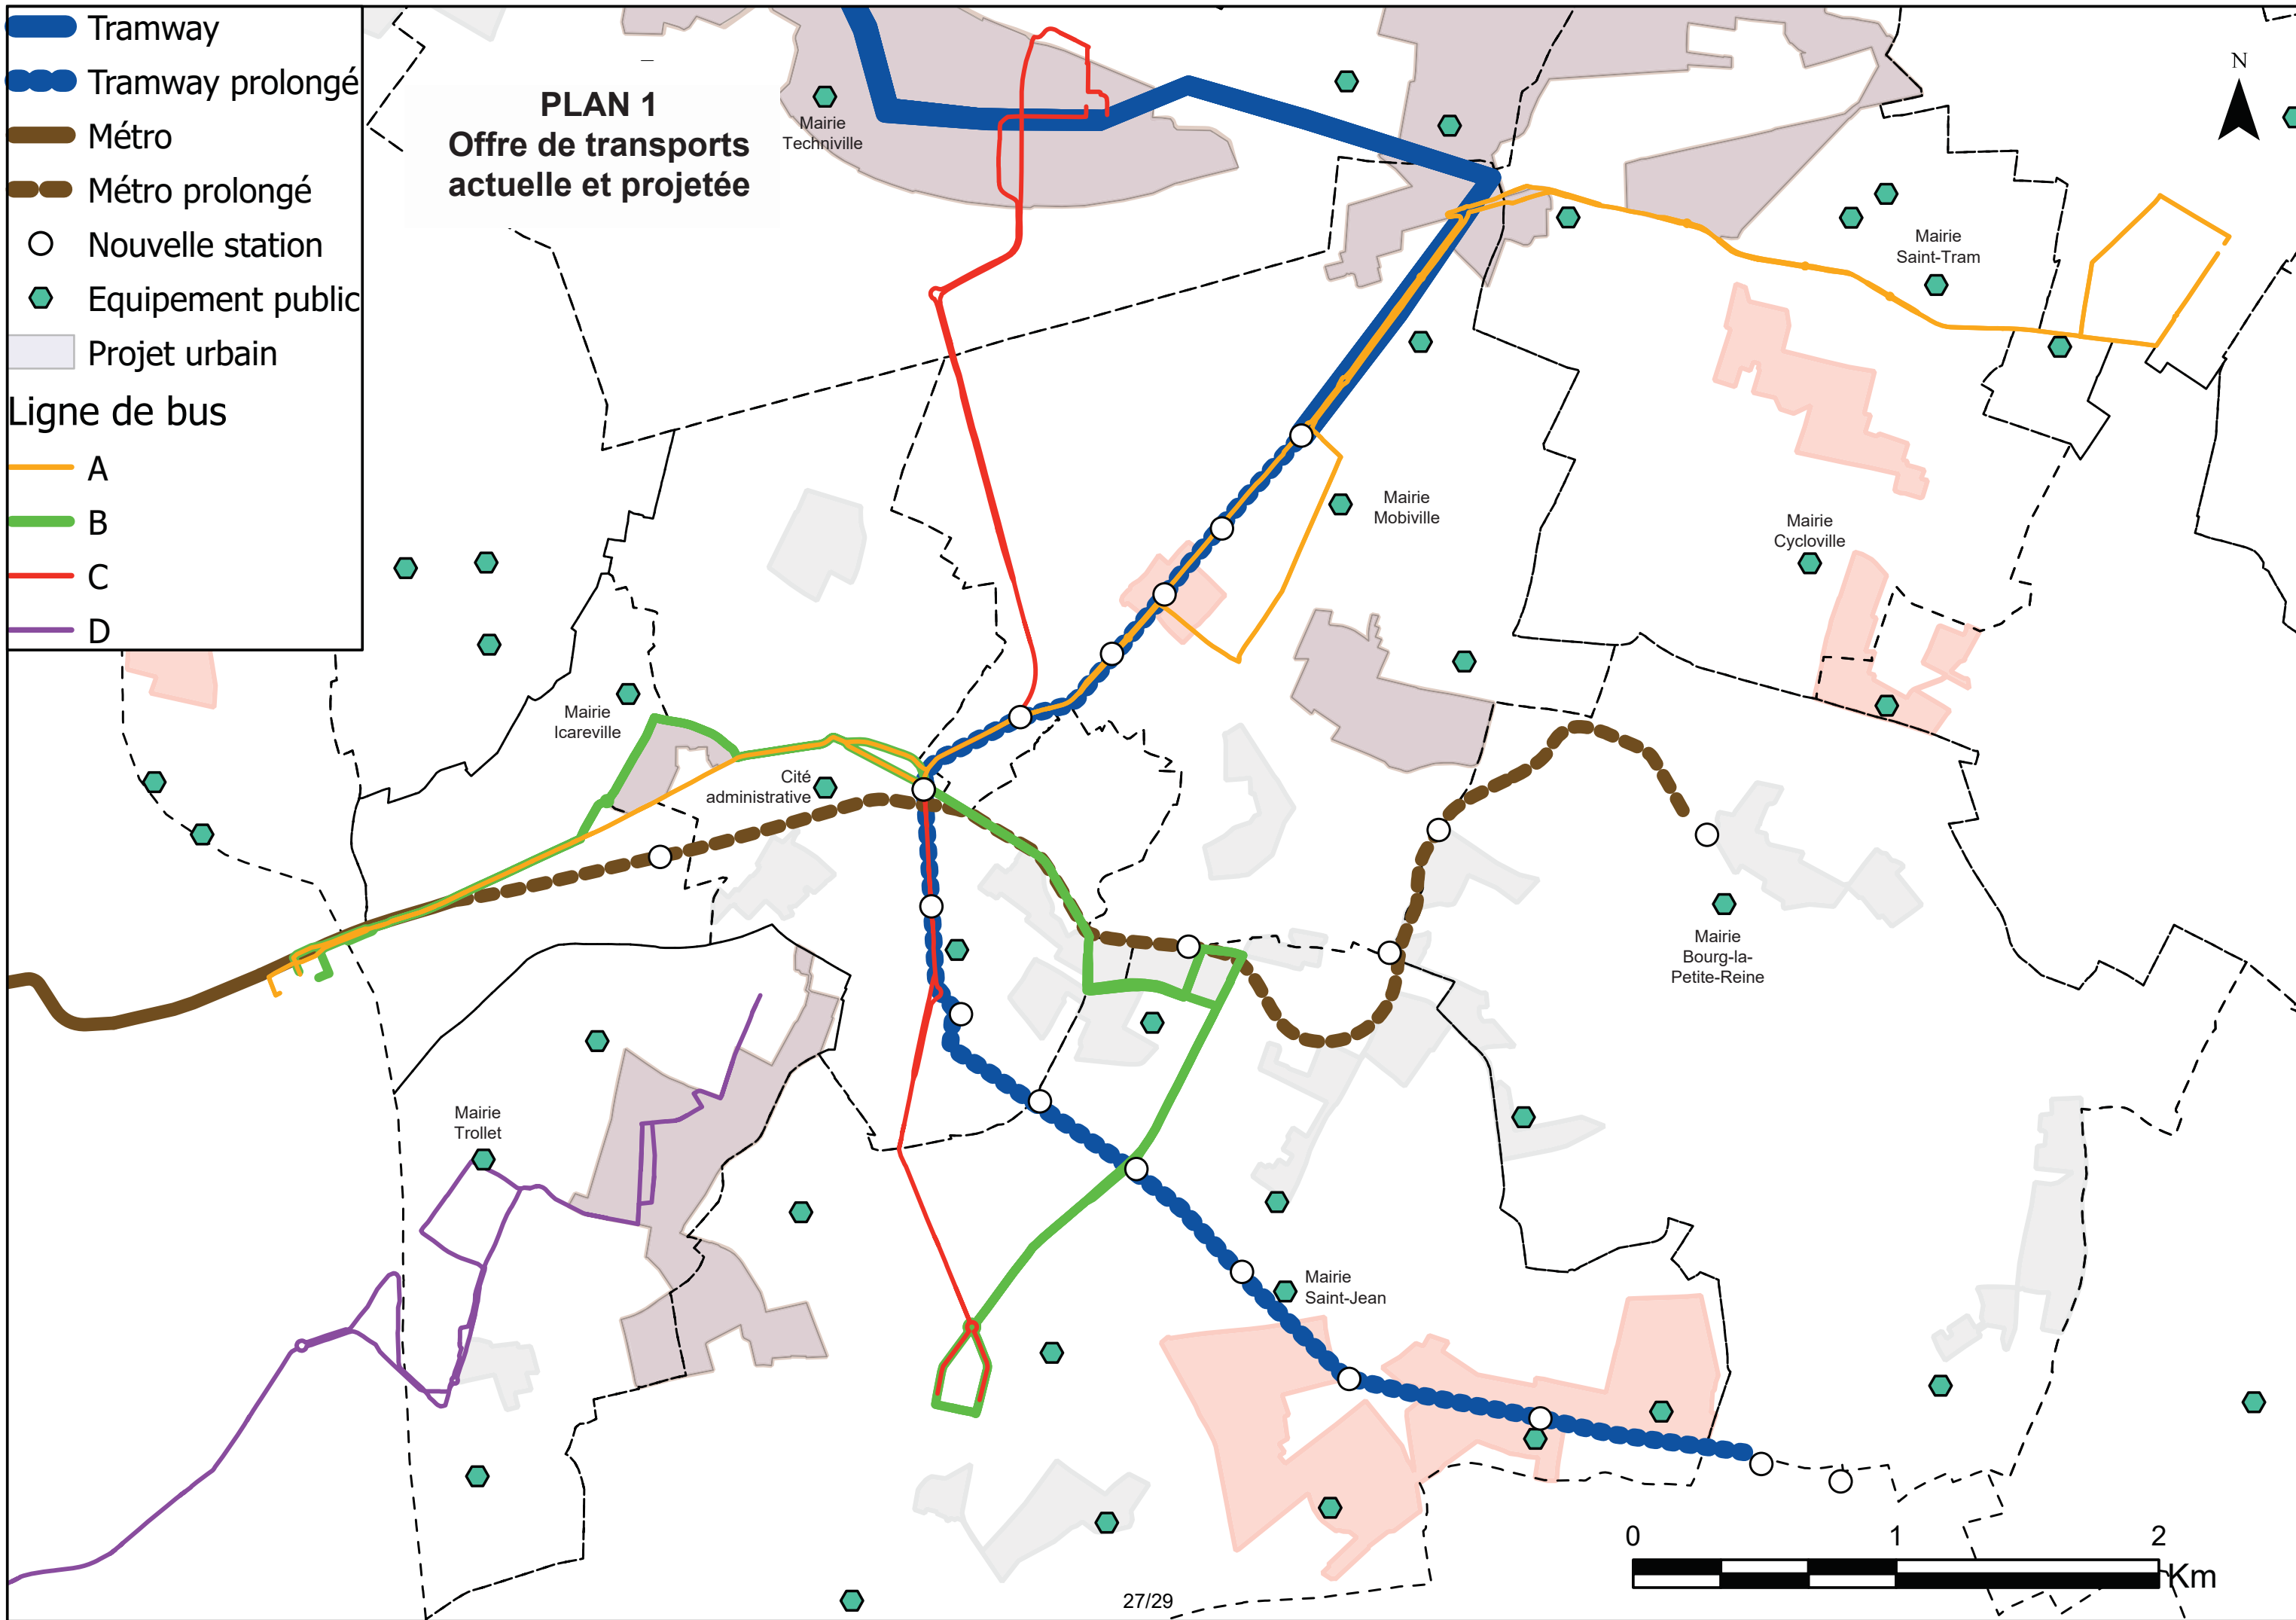 Tramway
Tramway prolongé
Métro
Métro prolongé
Nouvelle station
Equipement public
Projet urbain
Ligne de bus
A
B
C
D
PLAN 1
Offre de transports
actuelle et projetée
N
Mairie
Techniville
Mairie
Saint-Tram
Mairie
Mobiville
Mairie
Cycloville
Mairie
Icareville
Cité
administrative
Mairie
Bourg-la-
Petite-Reine
Mairie
Trollet
Mairie
Saint-Jean
0 1 2
Km
27/29